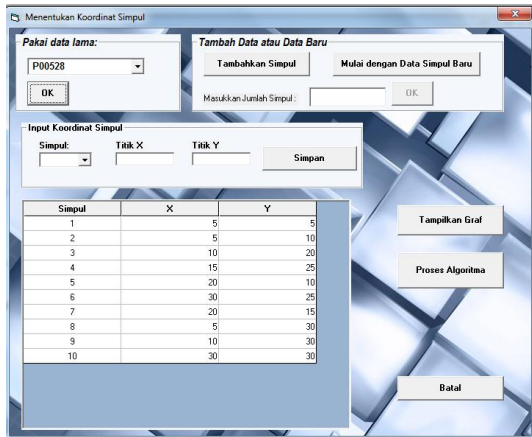 Menentukan Koordinat Simpul
Pakai data lama:
P00528
OK
Tambah Data atau Data Baru
Tambahkan Simpul
Mulai dengan Data Simpul Baru
Masukkan Jumlah Simpul :
OK
Input Koordinat Simpul
Simpul: Titik X Titik Y
Simpan
Simpul X Y
1 5 5
2 5 10
3 10 20
4 15 25
5 20 10
6 30 25
7 20 15
8 5 30
9 10 30
10 30 30
Tampilkan Graf
Proses Algoritma
Batal